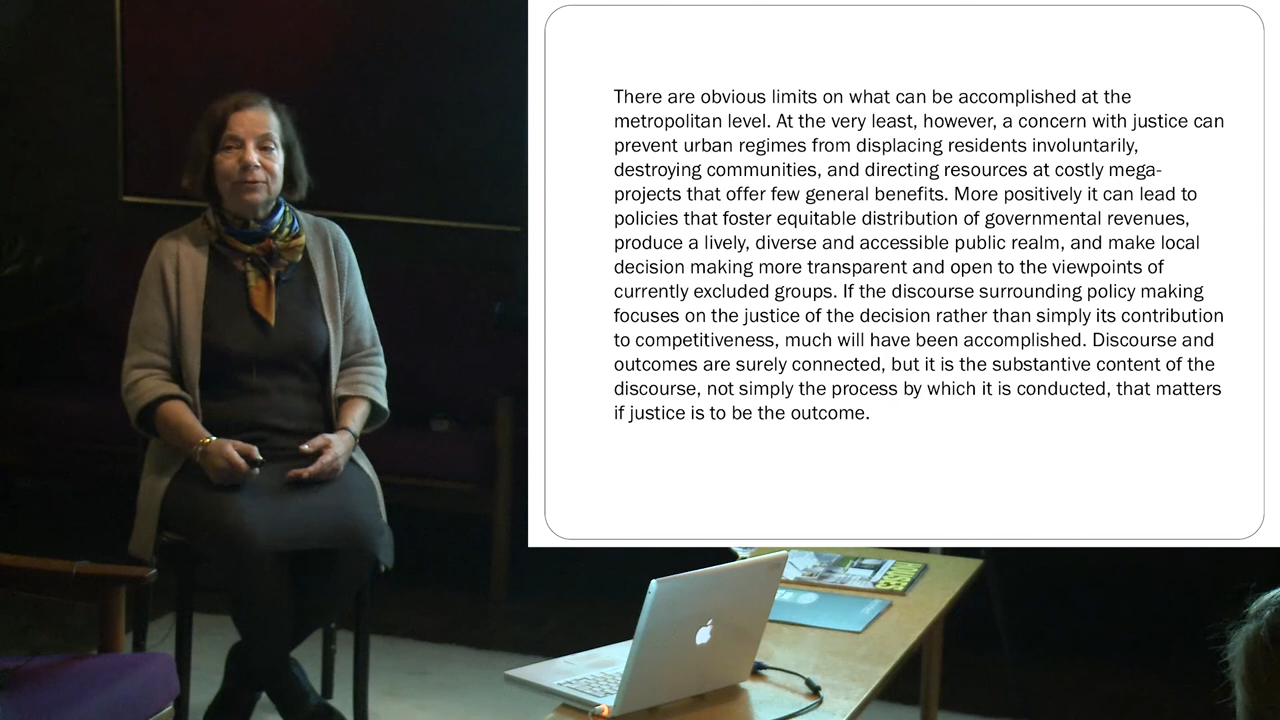 There are obvious limits on what can be accomplished at the
metropolitan level. At the very least, however, a concern with justice can
prevent urban regimes from displacing residents involuntarily,
destroying communities, and directing resources at costly mega-
projects that offer few general benefits. More positively it can lead to
policies that foster equitable distribution of governmental revenues,
produce a lively, diverse and accessible public realm, and make local
decision making more transparent and open to the viewpoints of
currently excluded groups. If the discourse surrounding policy making
focuses on the justice of the decision rather than simply its contribution
to competitiveness, much will have been accomplished. Discourse and
outcomes are surely connected, but it is the substantive content of the
discourse, not simply the process by which it is conducted, that matters
if justice is to be the outcome.